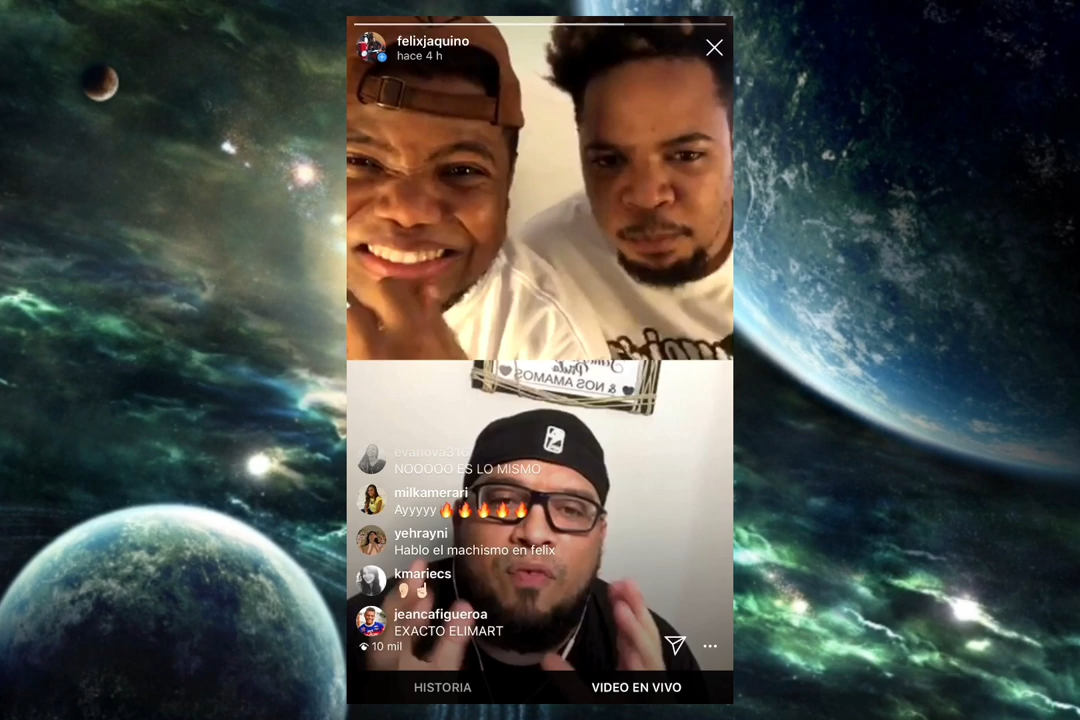 felixjaquino
hace 4 h
& NOS AMAMOS
evanova316
NOOOOO ES LO MISMO
milkamerari
Ayyyyy🔥🔥🔥🔥🔥
yehrayni
Hablo el machismo en felix
kmariecs
👂🏻☝🏻
jeancafigueroa
EXACTO ELIMART
10 mil
HISTORIA
VIDEO EN VIVO